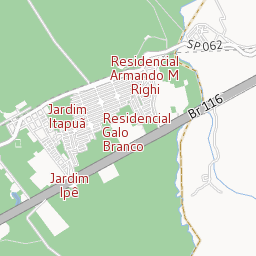 SP 062
Residencial
Armando M
Righi
Jardim
Itapuã
Residencial
Galo
Branco
Br 116
Jardim
Ipê